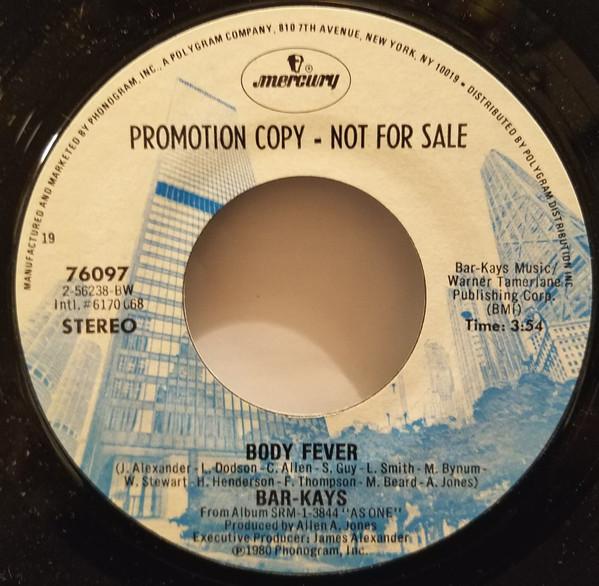 MANUFACTURED AND MARKETED BY PHONOGRAM, INC., A POLYGRAM COMPANY, 810 7TH AVENUE, NEW YORK, NY 10019 • DISTRIBUTED BY POLYGRAM DISTRIBUTION INC.
mercury ®
PROMOTION COPY - NOT FOR SALE
19
76097
2-56238-BW
Intl. #6170 068
STEREO
Bar-Kays Music/
Warner Tamerlane
Publishing Corp.
(BMI)
Time: 3:54
BODY FEVER
(J. Alexander - L. Dodson - C. Allen - S. Guy - L. Smith - M. Bynum -
W. Stewart - H. Henderson - F. Thompson - M. Beard - A. Jones)
BAR-KAYS
From Album SRM-1-3844 "AS ONE"
Produced by Allen A. Jones
Executive Producer: James Alexander
℗1980 Phonogram, Inc.